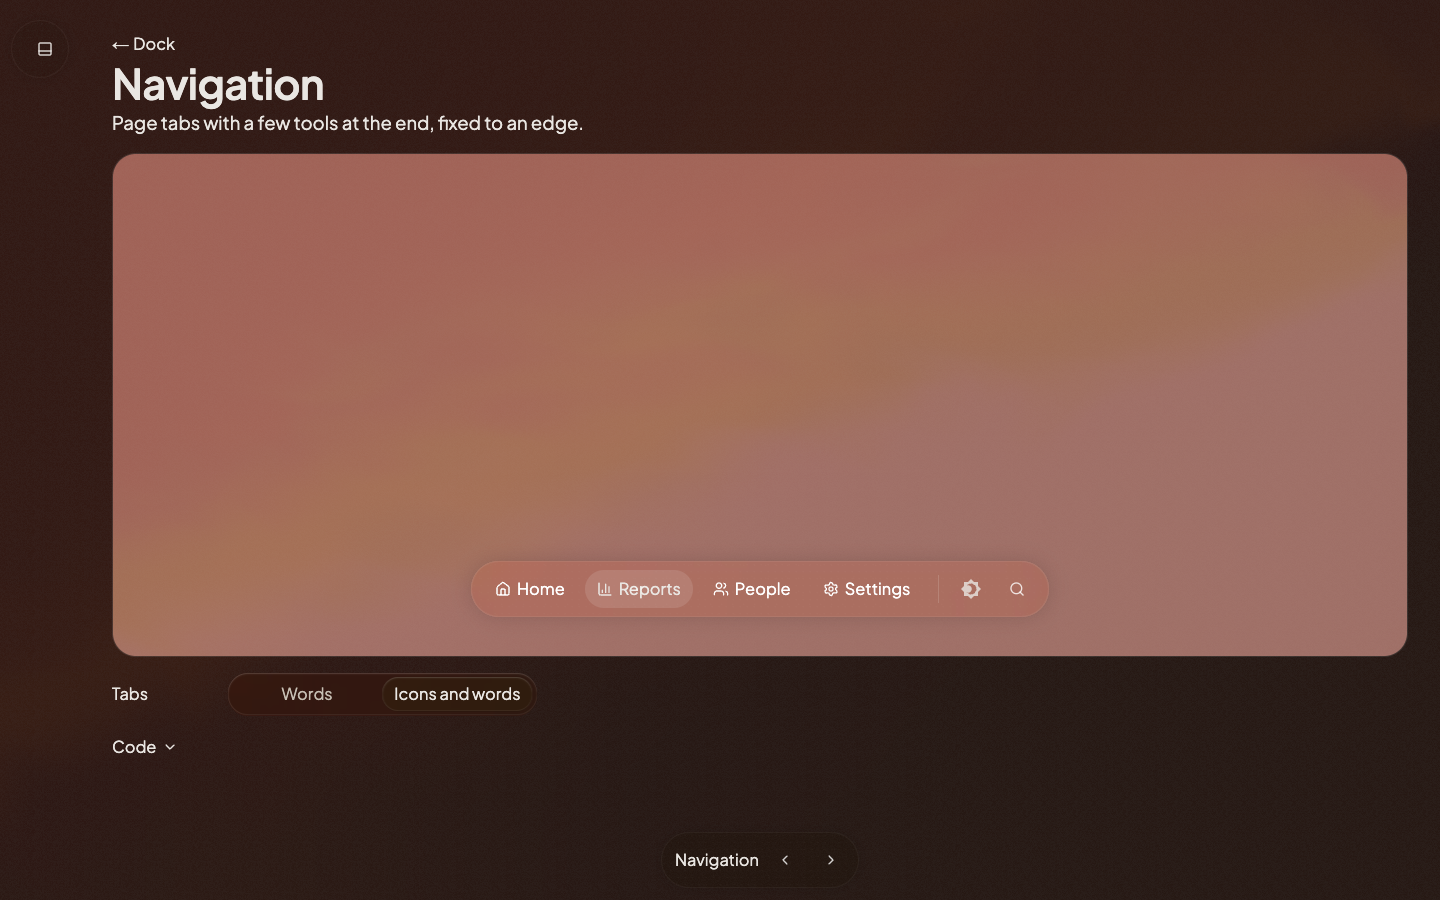 ← Dock
Navigation
Page tabs with a few tools at the end, fixed to an edge.
Home Reports People Settings
Tabs Words Icons and words
Code
Navigation